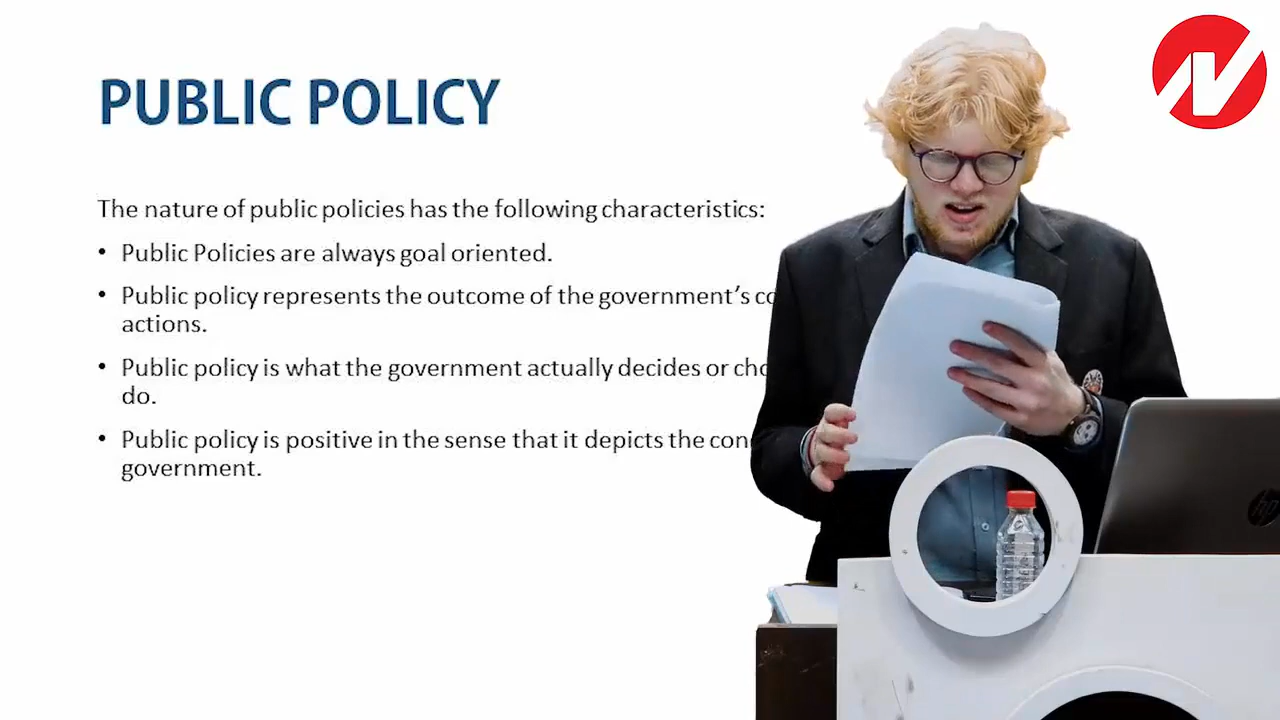 PUBLIC POLICY
The nature of public policies has the following characteristics:
• Public Policies are always goal oriented.
• Public policy represents the outcome of the government's
actions.
• Public policy is what the government actually decides or
do.
• Public policy is positive in the sense that it depicts the
government.
hp